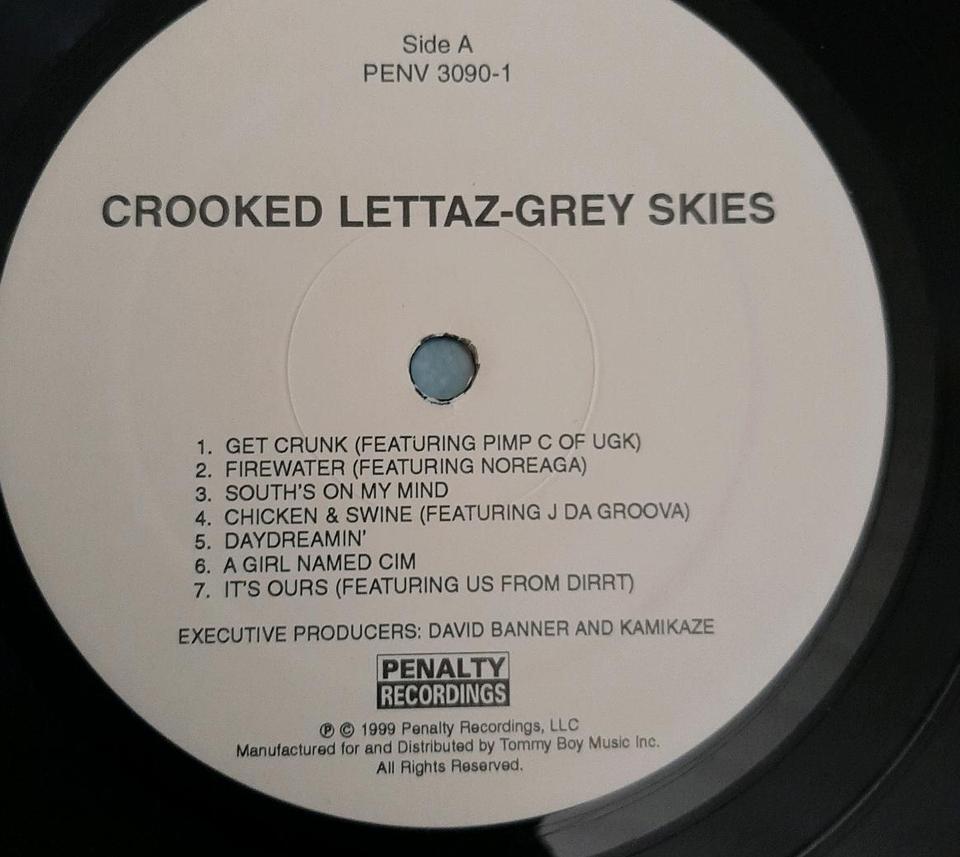 Side A
PENV 3090-1
CROOKED LETTAZ-GREY SKIES
1. GET CRUNK (FEATURING PIMP C OF UGK)
2. FIREWATER (FEATURING NOREAGA)
3. SOUTH'S ON MY MIND
4. CHICKEN & SWINE (FEATURING J DA GROOVA)
5. DAYDREAMIN'
6. A GIRL NAMED CIM
7. IT'S OURS (FEATURING US FROM DIRRT)
EXECUTIVE PRODUCERS: DAVID BANNER AND KAMIKAZE
PENALTY
RECORDINGS
℗ © 1999 Penalty Recordings, LLC
Manufactured for and Distributed by Tommy Boy Music Inc.
All Rights Reserved.